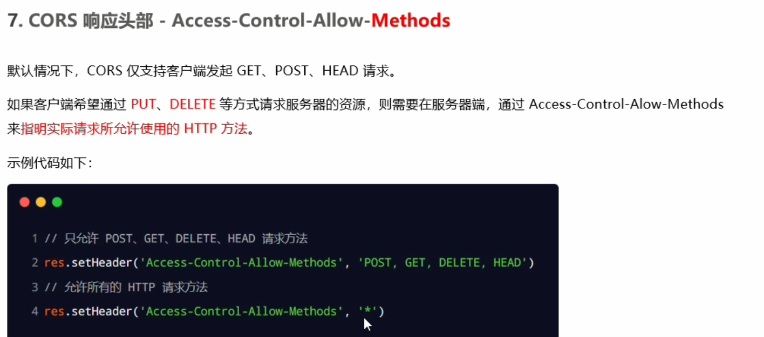 7. CORS 响应头部 - Access-Control-Allow-Methods
默认情况下，CORS 仅支持客户端发起 GET、POST、HEAD 请求。
如果客户端希望通过 PUT、DELETE 等方式请求服务器的资源，则需要在服务器端，通过 Access-Control-Alow-Methods
来指明实际请求所允许使用的 HTTP 方法。
示例代码如下：
1 // 只允许 POST、GET、DELETE、HEAD 请求方法
2 res.setHeader('Access-Control-Allow-Methods', 'POST, GET, DELETE, HEAD')
3 // 允许所有的 HTTP 请求方法
4 res.setHeader('Access-Control-Allow-Methods', '*')